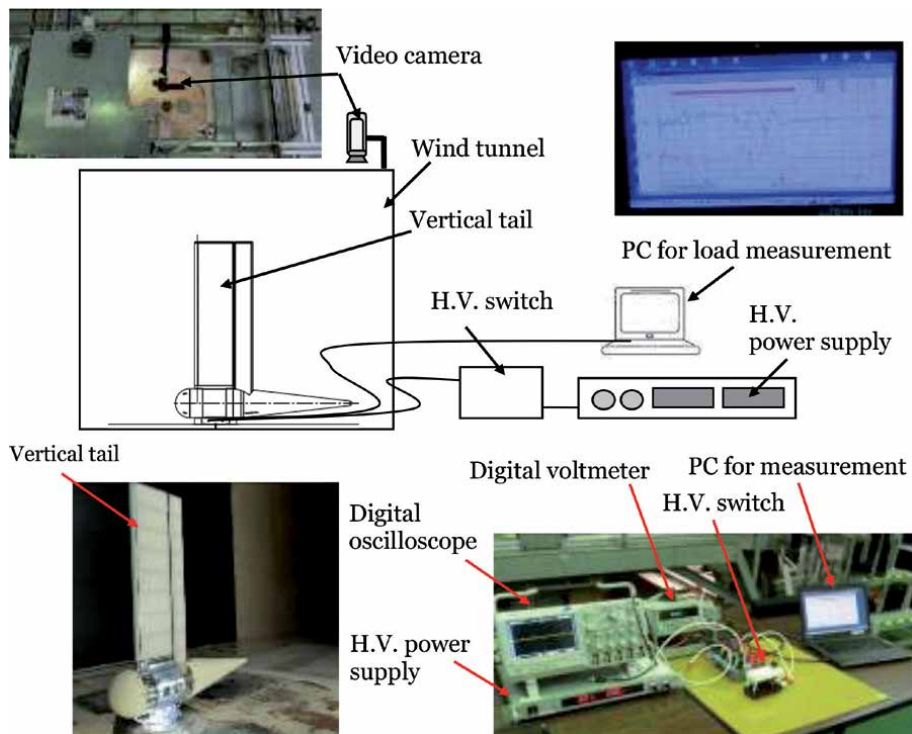 Video camera
Wind tunnel
Vertical tail
PC for load measurement
H.V. switch
H.V.
power supply
Vertical tail
Digital voltmeter
PC for measurement
H.V. switch
Digital
oscilloscope
H.V. power
supply